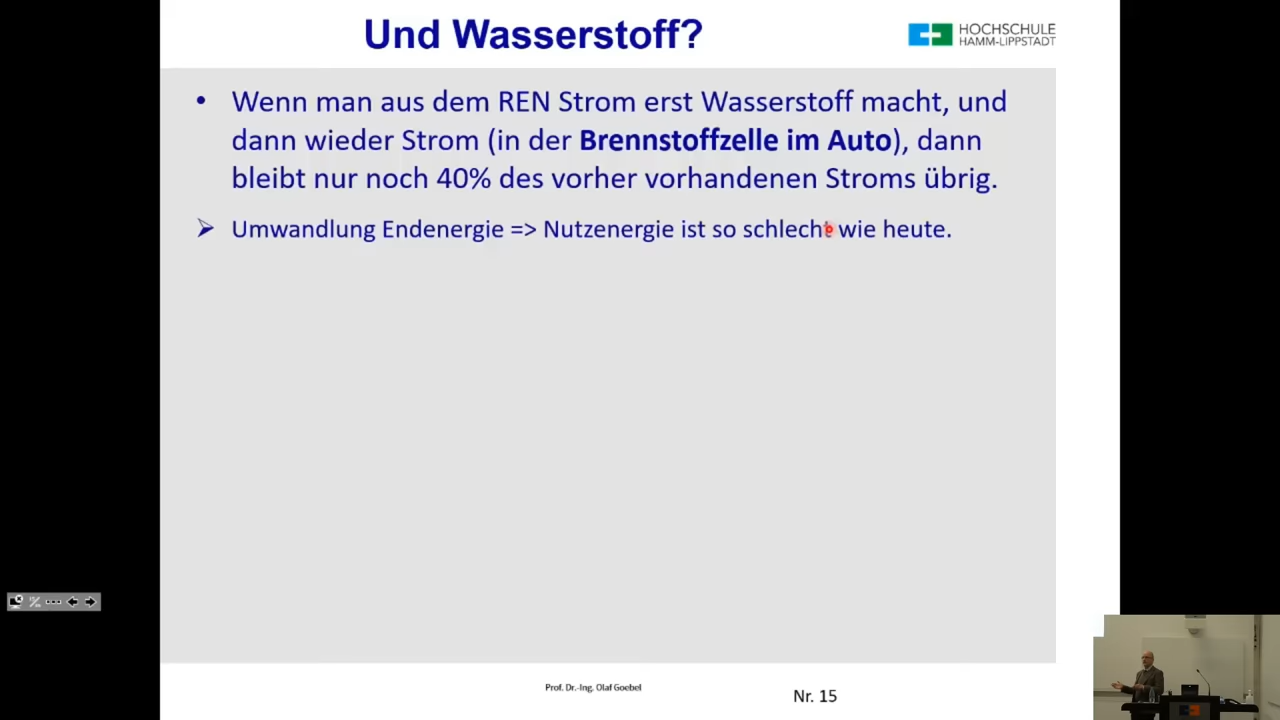 Und Wasserstoff?
HOCHSCHULE
HAMM-LIPPSTADT
• Wenn man aus dem REN Strom erst Wasserstoff macht, und
dann wieder Strom (in der Brennstoffzelle im Auto), dann
bleibt nur noch 40% des vorher vorhandenen Stroms übrig.
➢ Umwandlung Endenergie => Nutzenergie ist so schlecht wie heute.
Prof. Dr.-Ing. Olaf Goebel
Nr. 15